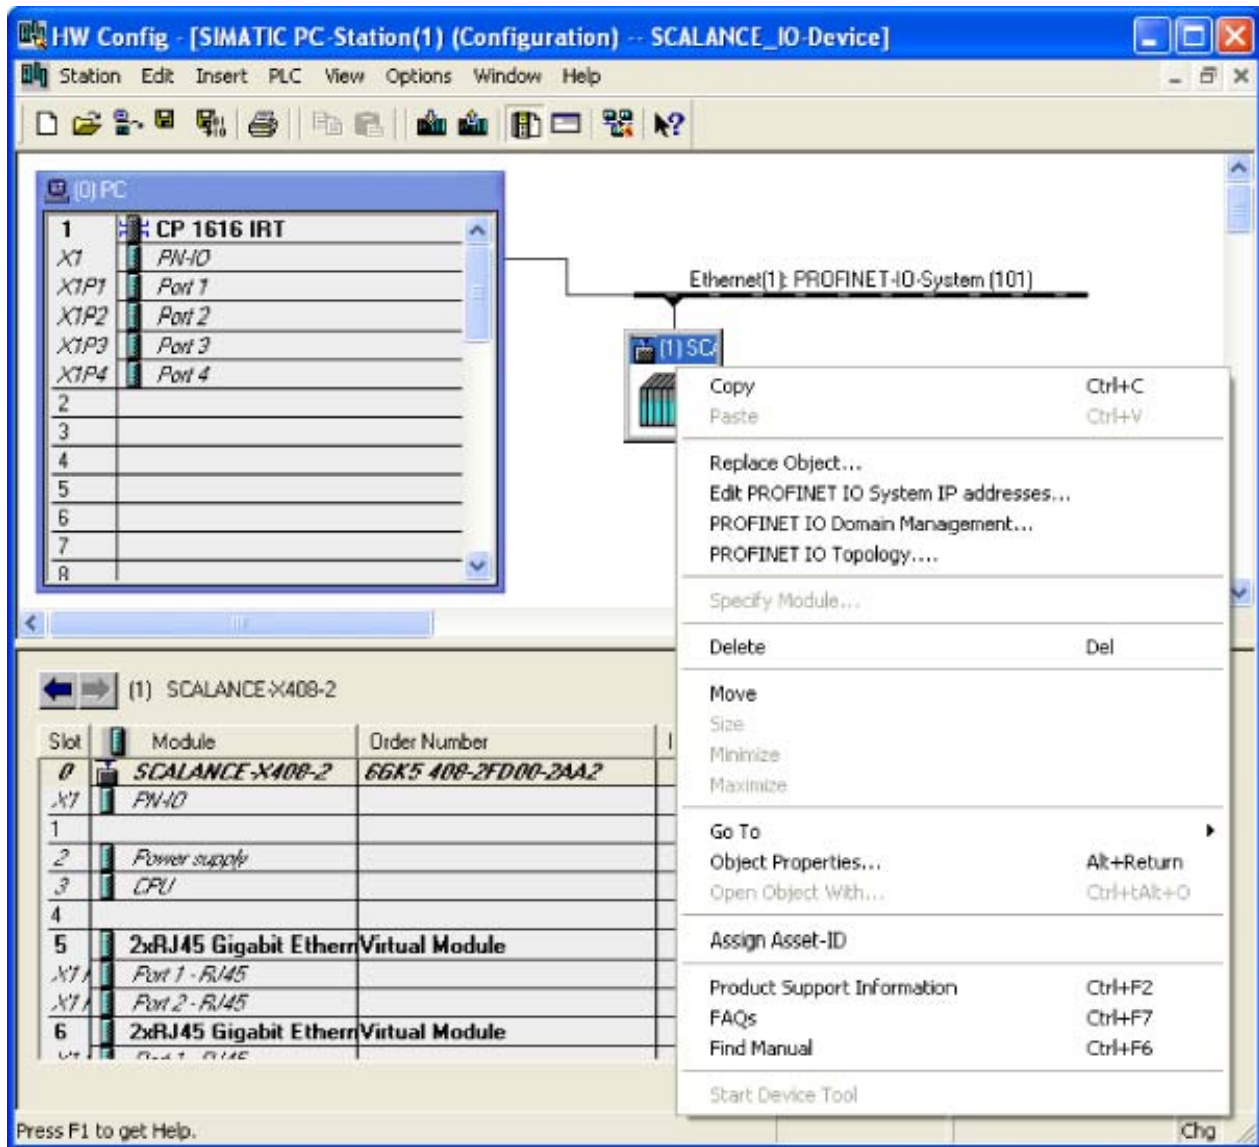 HW Config - [SIMATIC PC-Station(1) (Configuration) -- SCALANCE_IO-Device]
Station Edit Insert PLC View Options Window Help
(0) PC
1 CP 1616 IRT
X1 PN-IO
X1P1 Port 1
X1P2 Port 2
X1P3 Port 3
X1P4 Port 4
2
3
4
5
6
7
8
Ethernet(1): PROFINET-IO-System (101)
(1) SCA
Copy Ctrl+C
Paste Ctrl+V
Replace Object...
Edit PROFINET IO System IP addresses...
PROFINET IO Domain Management...
PROFINET IO Topology....
Specify Module...
Delete Del
Move
Size
Minimize
Maximize
Go To
Object Properties... Alt+Return
Open Object With... Ctrl+tAlt+O
Assign Asset-ID
Product Support Information Ctrl+F2
FAQs Ctrl+F7
Find Manual Ctrl+F6
Start Device Tool
(1) SCALANCE-X408-2
Slot Module Order Number I
0 SCALANCE-X408-2 6GK5 408-2FD00-2AA2
X1 PN-IO
1
2 Power supply
3 CPU
4
5 2xRJ45 Gigabit Ethern Virtual Module
X1 Port 1 - RJ45
X1 Port 2 - RJ45
6 2xRJ45 Gigabit Ethern Virtual Module
Port 1 - RJ45
Press F1 to get Help.
Chg